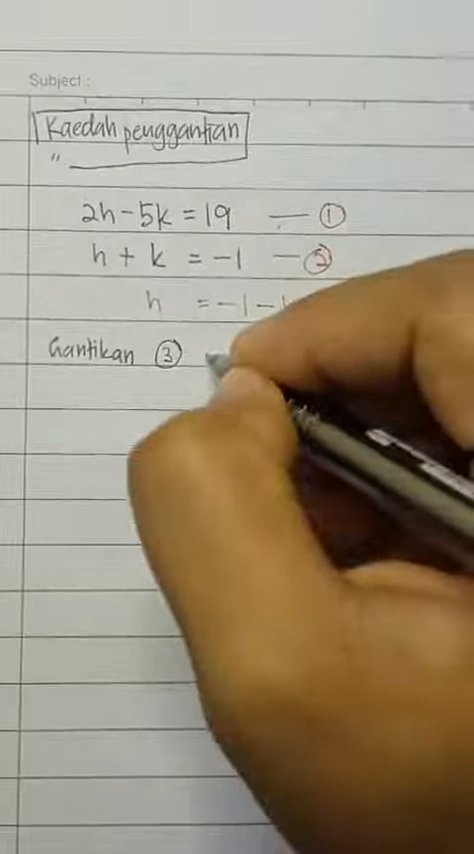 Subject :
Kaedah penggantian
"
2h - 5k = 19 — ①
h + k = -1 — ②
h = -1 -
Gantikan ③